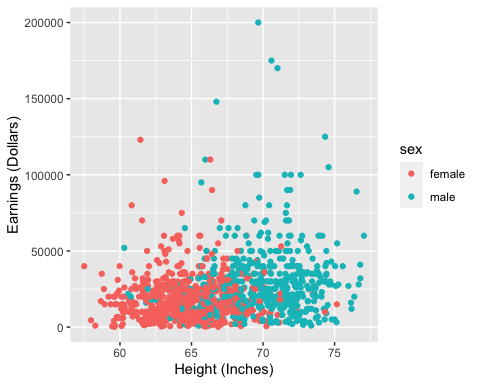 200000
150000
100000
50000
0
Earnings (Dollars)
60 65 70 75
Height (Inches)
sex
female
male